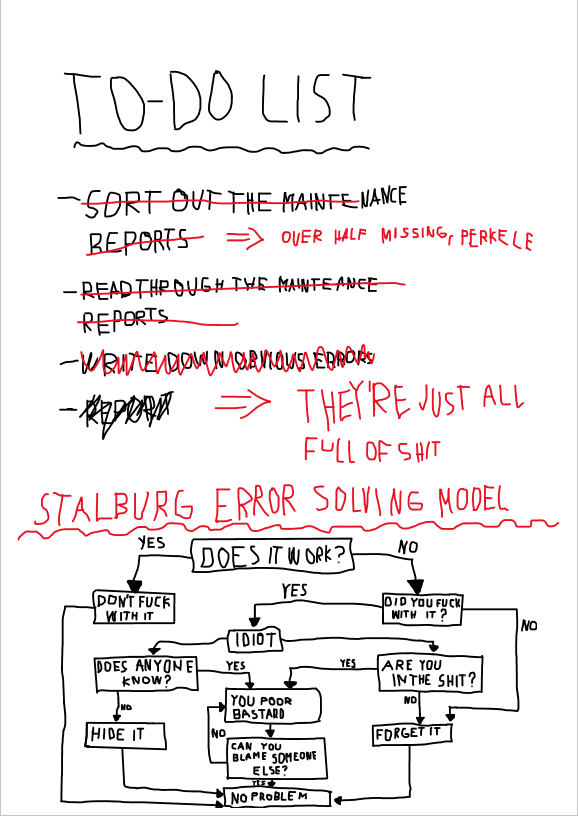 TO-DO LIST
- SORT OUT THE MAINTENANCE
REPORTS => OVER HALF MISSING, PERKELE
- READ THROUGH THE MAINTEANCE
REPORTS
- WRITE DOWN OBVIOUS ERRORS
- REPORT => THEY'RE JUST ALL
FULL OF SHIT
STALBURG ERROR SOLVING MODEL
YES
DOES IT WORK?
NO
DON'T FUCK
WITH IT
YES
DID YOU FUCK
WITH IT?
NO
IDIOT
DOES ANYONE
KNOW?
YES
YES
ARE YOU
IN THE SHIT?
NO
YOU POOR
BASTARD
NO
HIDE IT
NO
CAN YOU
BLAME SOMEONE
ELSE?
FORGET IT
YES
NO PROBLEM